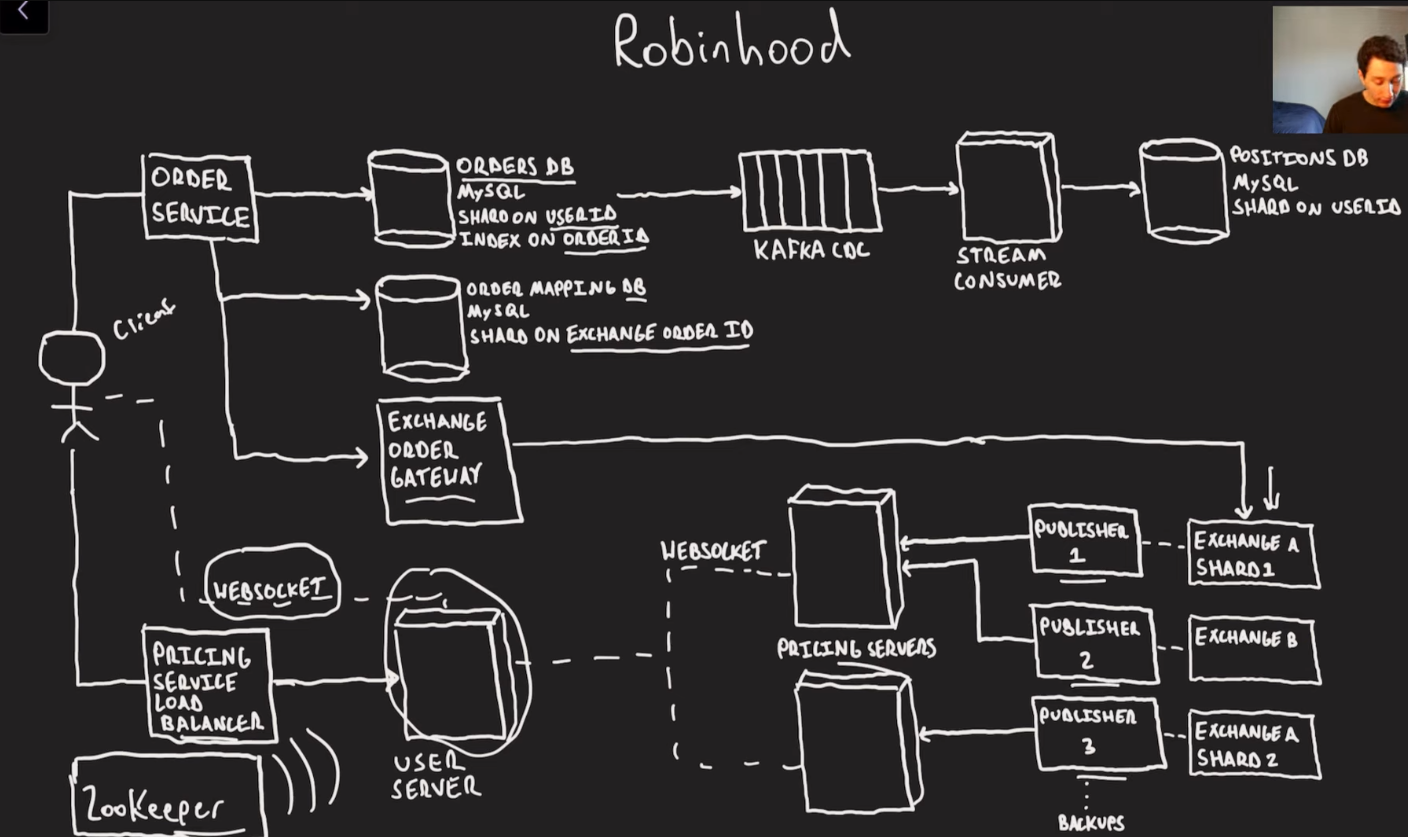 Robinhood
ORDER
SERVICE
ORDERS DB
MySQL
SHARD ON USERID
INDEX ON ORDERID
KAFKA CDC
STREAM
CONSUMER
POSITIONS DB
MySQL
SHARD ON USERID
ORDER MAPPING DB
MySQL
SHARD ON EXCHANGE ORDER ID
Client
EXCHANGE
ORDER
GATEWAY
WEBSOCKET
PRICING
SERVICE
LOAD
BALANCER
ZooKeeper
USER
SERVER
WEBSOCKET
PRICING SERVERS
PUBLISHER
1
EXCHANGE A
SHARD 1
PUBLISHER
2
EXCHANGE B
PUBLISHER
3
EXCHANGE A
SHARD 2
BACKUPS